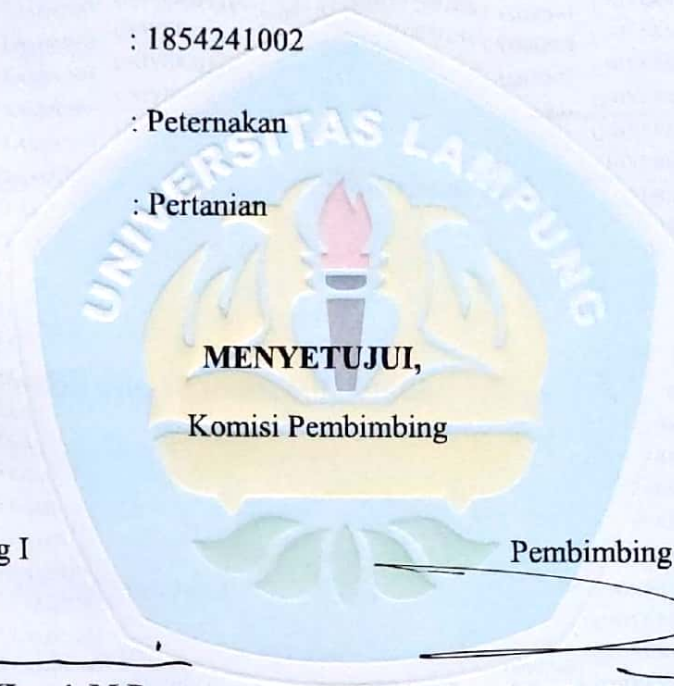 : 1854241002
: Peternakan
: Pertanian
UNIVERSITAS LAMPUNG
MENYETUJUI,
Komisi Pembimbing
g I Pembimbing